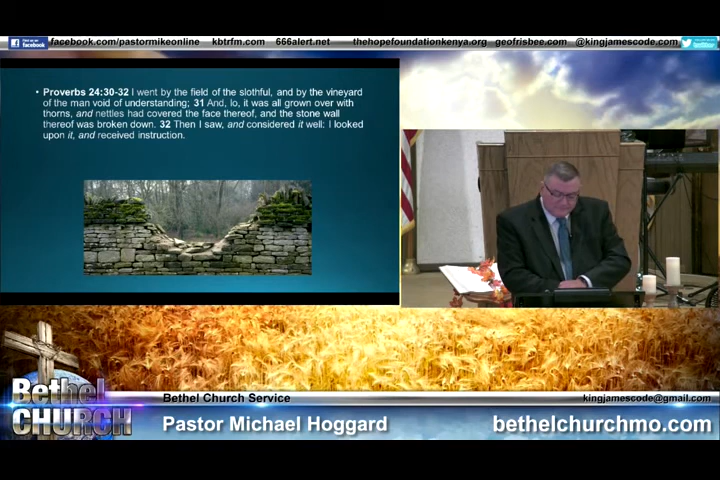 facebook.com/pastormikeonline kbtrfm.com 666alert.net thehopefoundationkenya.org geofrisbee.com @kingjamescode.com
• Proverbs 24:30-32 I went by the field of the slothful, and by the vineyard
of the man void of understanding; 31 And, lo, it was all grown over with
thorns, and nettles had covered the face thereof, and the stone wall
thereof was broken down. 32 Then I saw, and considered it well: I looked
upon it, and received instruction.
Bethel
CHURCH
Bethel Church Service kingjamescode@gmail.com
Pastor Michael Hoggard bethelchurchmo.com